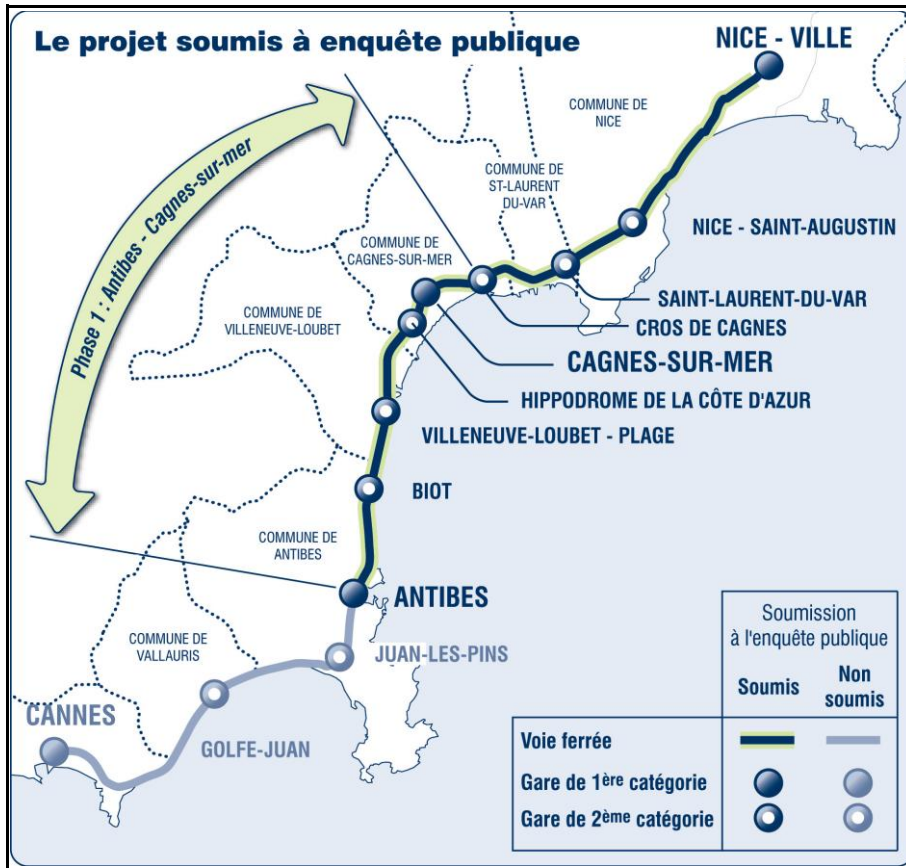 Le projet soumis à enquête publique
NICE - VILLE
COMMUNE DE
NICE
COMMUNE DE
ST-LAURENT
DU-VAR
Phase 1 : Antibes - Cagnes-sur-mer
COMMUNE DE
CAGNES-SUR-MER
NICE - SAINT-AUGUSTIN
COMMUNE DE
VILLENEUVE-LOUBET
SAINT-LAURENT-DU-VAR
CROS DE CAGNES
CAGNES-SUR-MER
HIPPODROME DE LA CÔTE D'AZUR
VILLENEUVE-LOUBET - PLAGE
BIOT
COMMUNE DE
ANTIBES
ANTIBES
COMMUNE DE
VALLAURIS
JUAN-LES-PINS
CANNES
GOLFE-JUAN
Soumission
à l'enquête publique
Soumis
Non
soumis
Voie ferrée
Gare de 1ère catégorie
Gare de 2ème catégorie